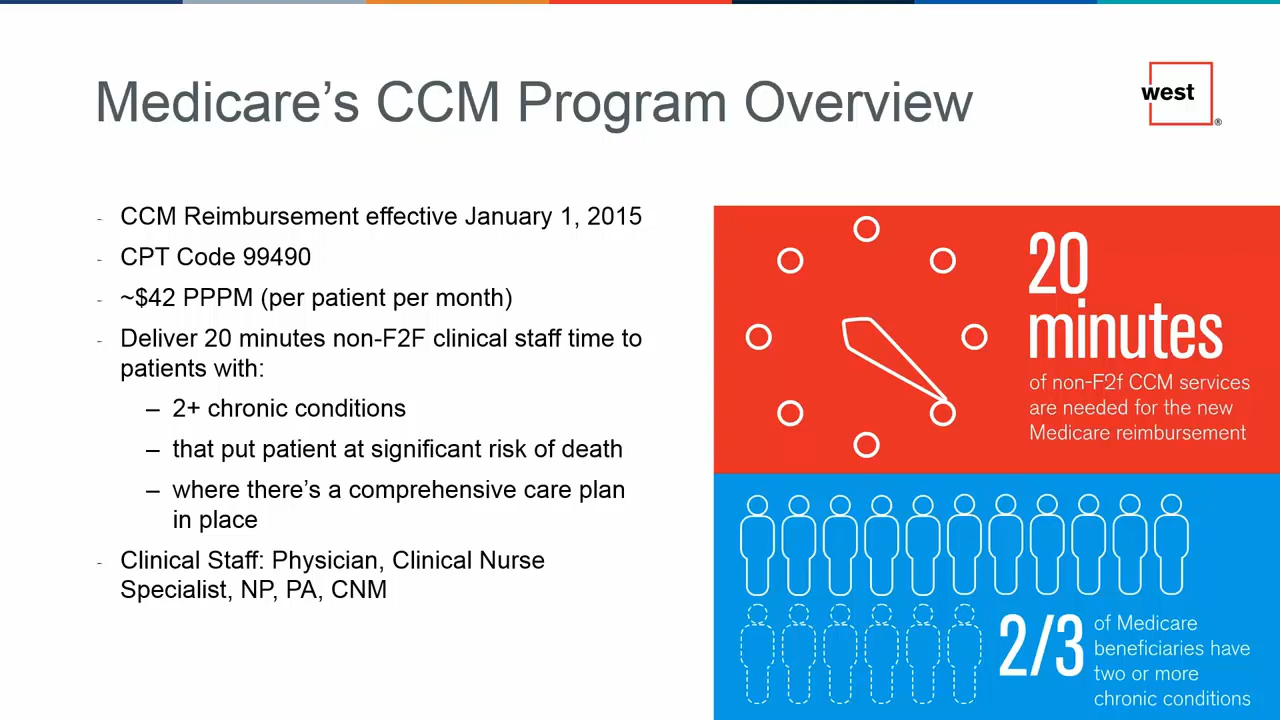 Medicare’s CCM Program Overview
west
®
- CCM Reimbursement effective January 1, 2015
- CPT Code 99490
- ~$42 PPPM (per patient per month)
- Deliver 20 minutes non-F2F clinical staff time to
patients with:
– 2+ chronic conditions
– that put patient at significant risk of death
– where there’s a comprehensive care plan
in place
- Clinical Staff: Physician, Clinical Nurse
Specialist, NP, PA, CNM
20
minutes
of non-F2f CCM services
are needed for the new
Medicare reimbursement
2/3
of Medicare
beneficiaries have
two or more
chronic conditions